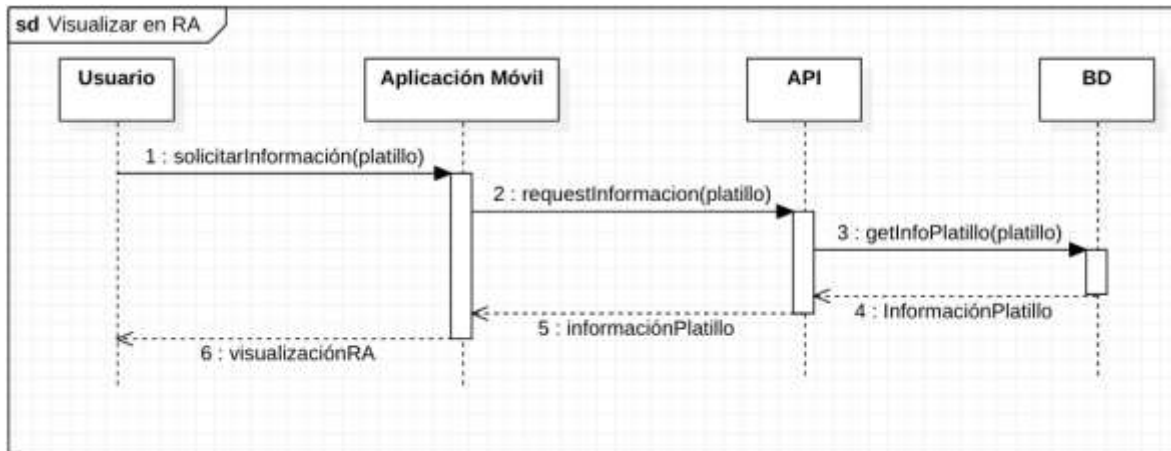 sd Visualizar en RA
Usuario
Aplicación Móvil
API
BD
1 : solicitarInformación(platillo)
2 : requestInformacion(platillo)
3 : getInfoPlatillo(platillo)
4 : InformaciónPlatillo
5 : informaciónPlatillo
6 : visualizaciónRA